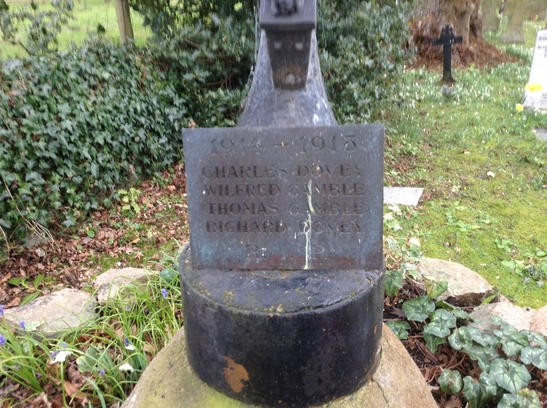 1914 - 1918
CHARLES DOVEY
WILFRED GAMBLE
THOMAS GAMBLE
RICHARD DOVEY